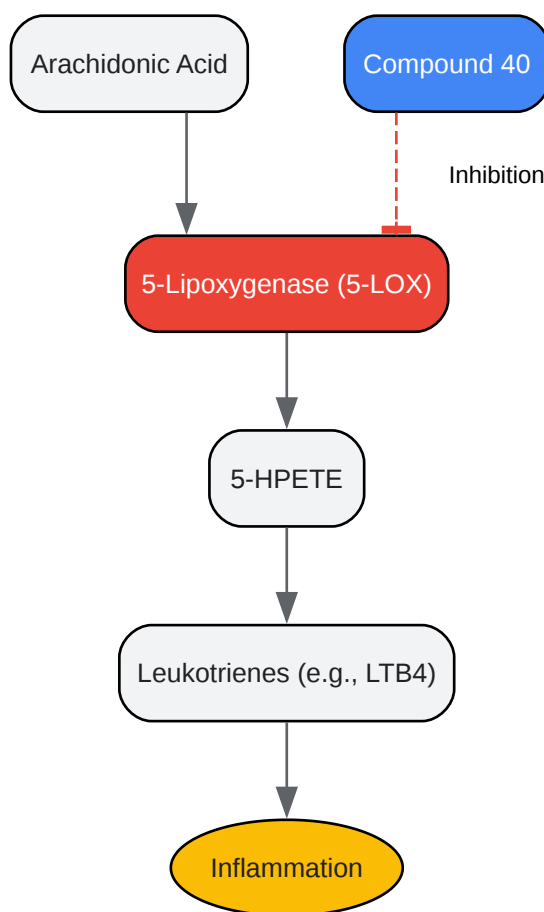 Arachidonic Acid
Compound 40
Inhibition
5-Lipoxygenase (5-LOX)
5-HPETE
Leukotrienes (e.g., LTB4)
Inflammation